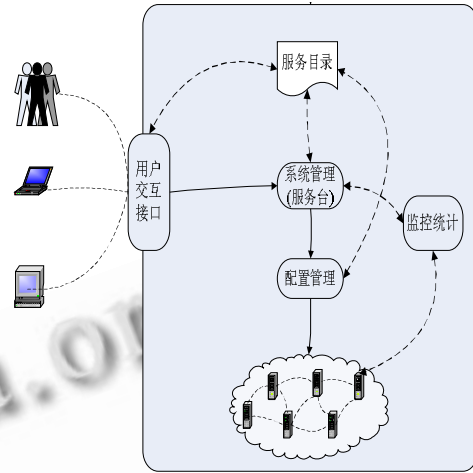 服务目录
用户
交互
接口
系统管理
(服务台)
监控统计
配置管理